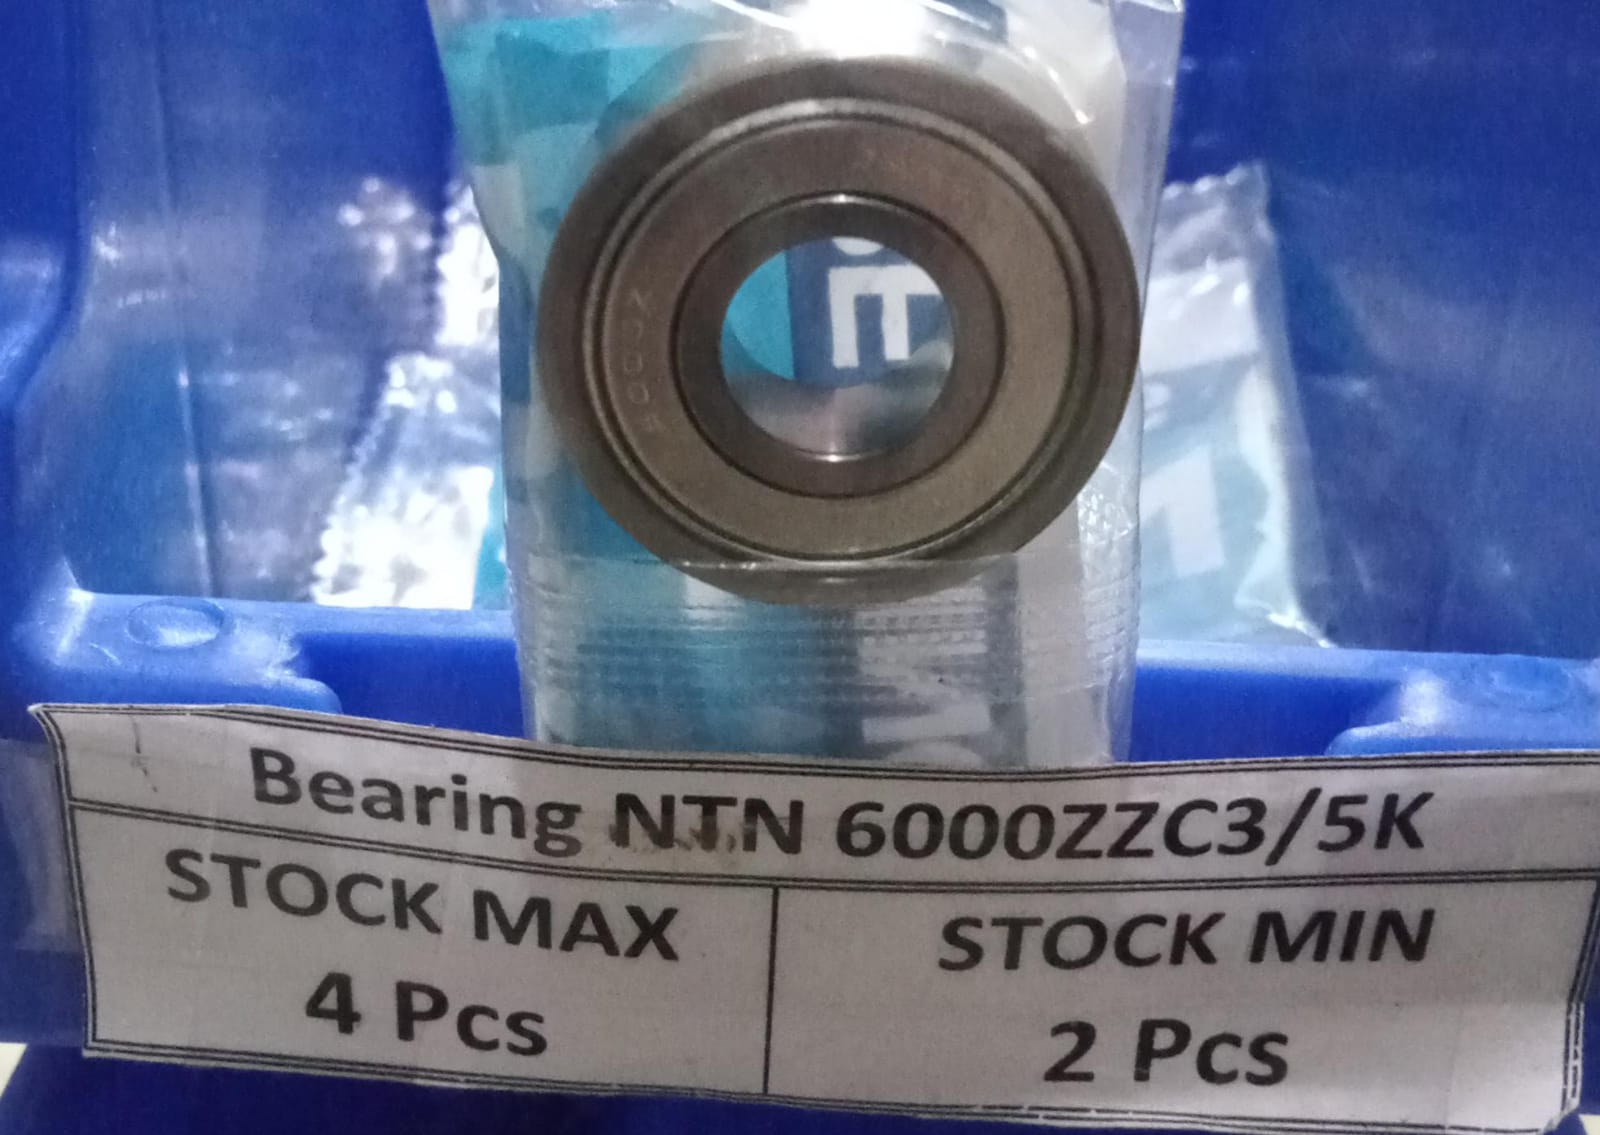 Bearing NTN 6000ZZC3/5K
STOCK MAX
4 Pcs
STOCK MIN
2 Pcs